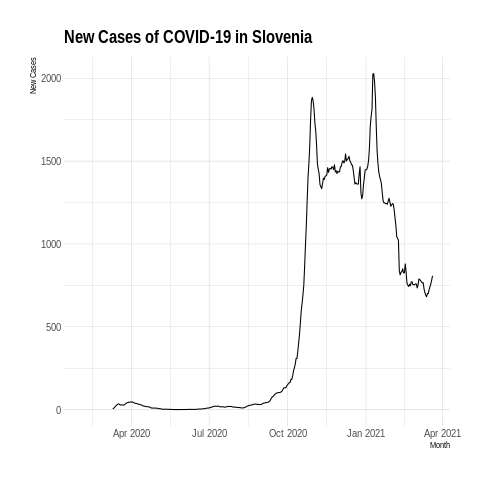 New Cases of COVID-19 in Slovenia
New Cases
2000
1500
1000
500
0
Apr 2020 Jul 2020 Oct 2020 Jan 2021 Apr 2021
Month